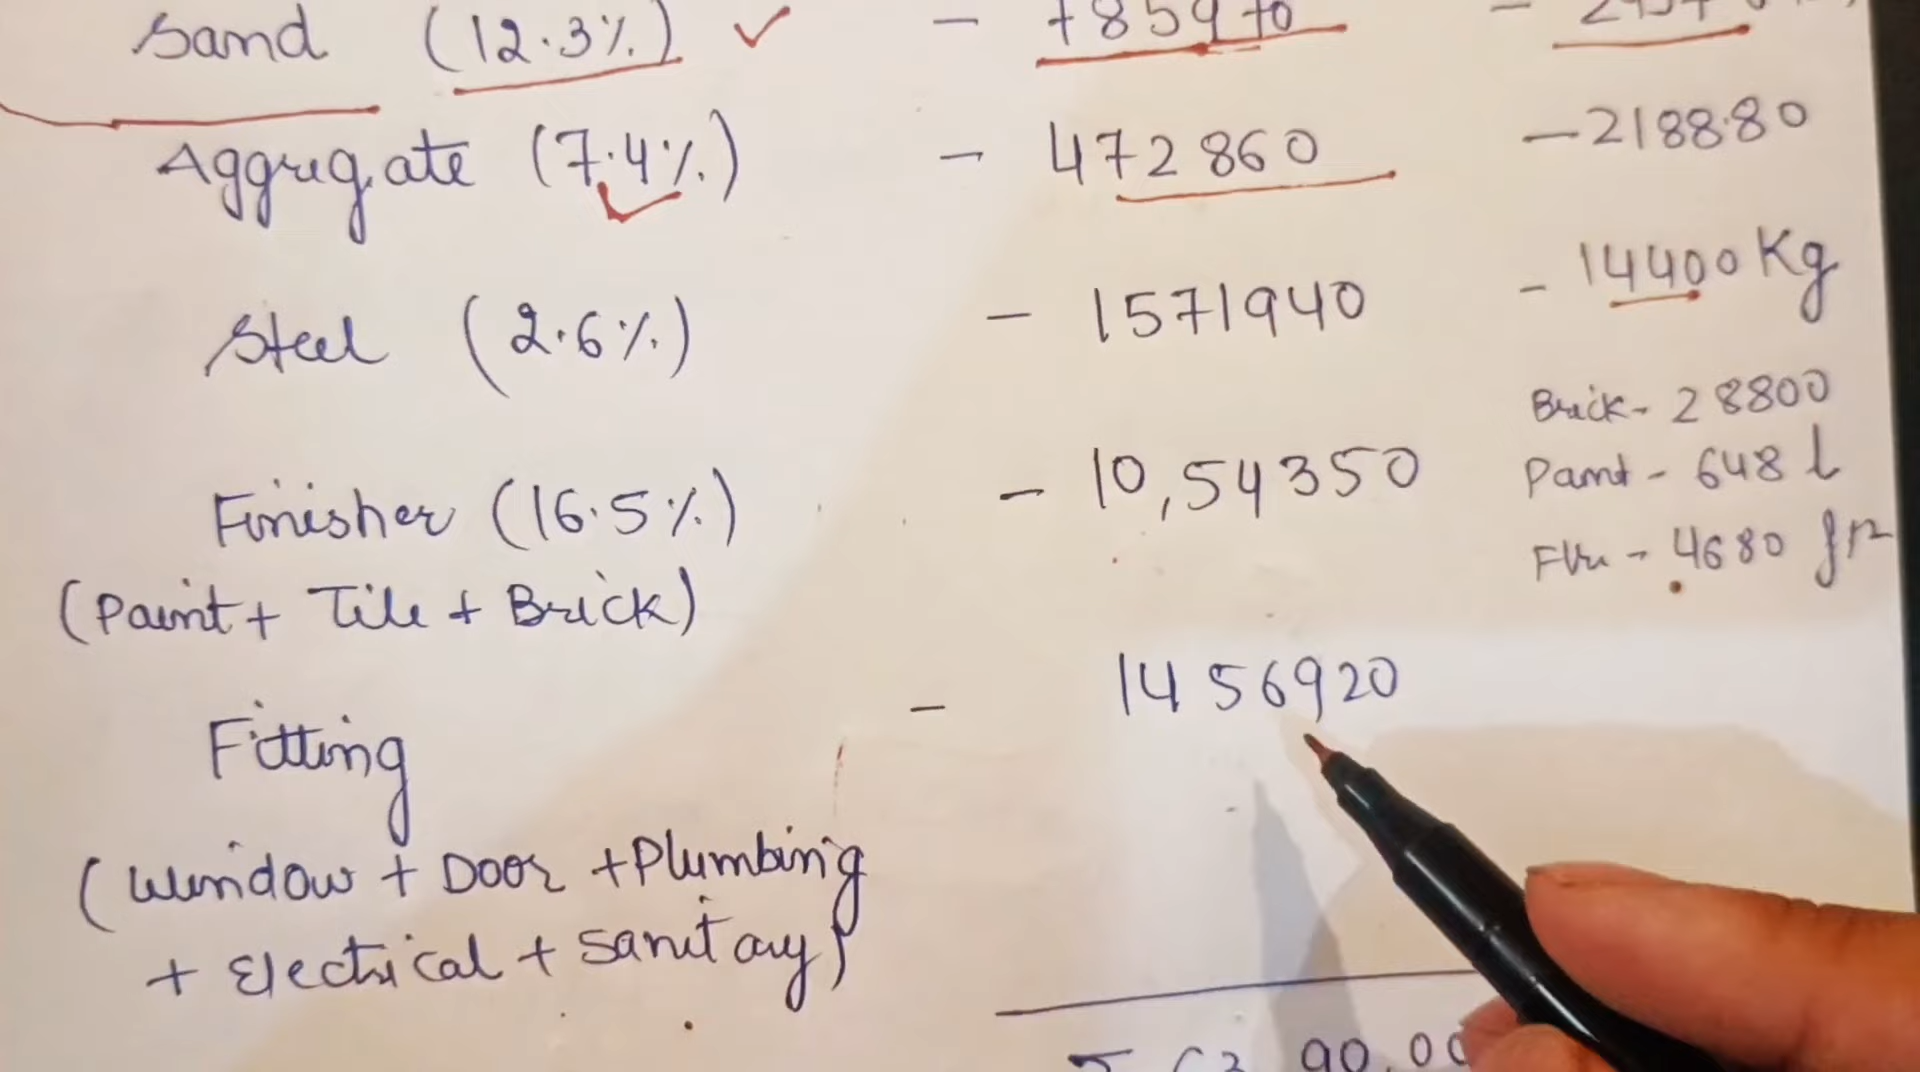 Sand (12.3%) ✓ - 785970
Aggregate (7.4%) - 472860 - 2188.80
Steel (2.6%) - 1571940 - 14400 Kg
Finisher (16.5%) - 10,54350 Brick - 28800
Paint - 648 l
(Paint + Tile + Brick) - 4680 ft²
Fitting - 1456920
(Window + Door + Plumbing
+ Electrical + Sanitary)